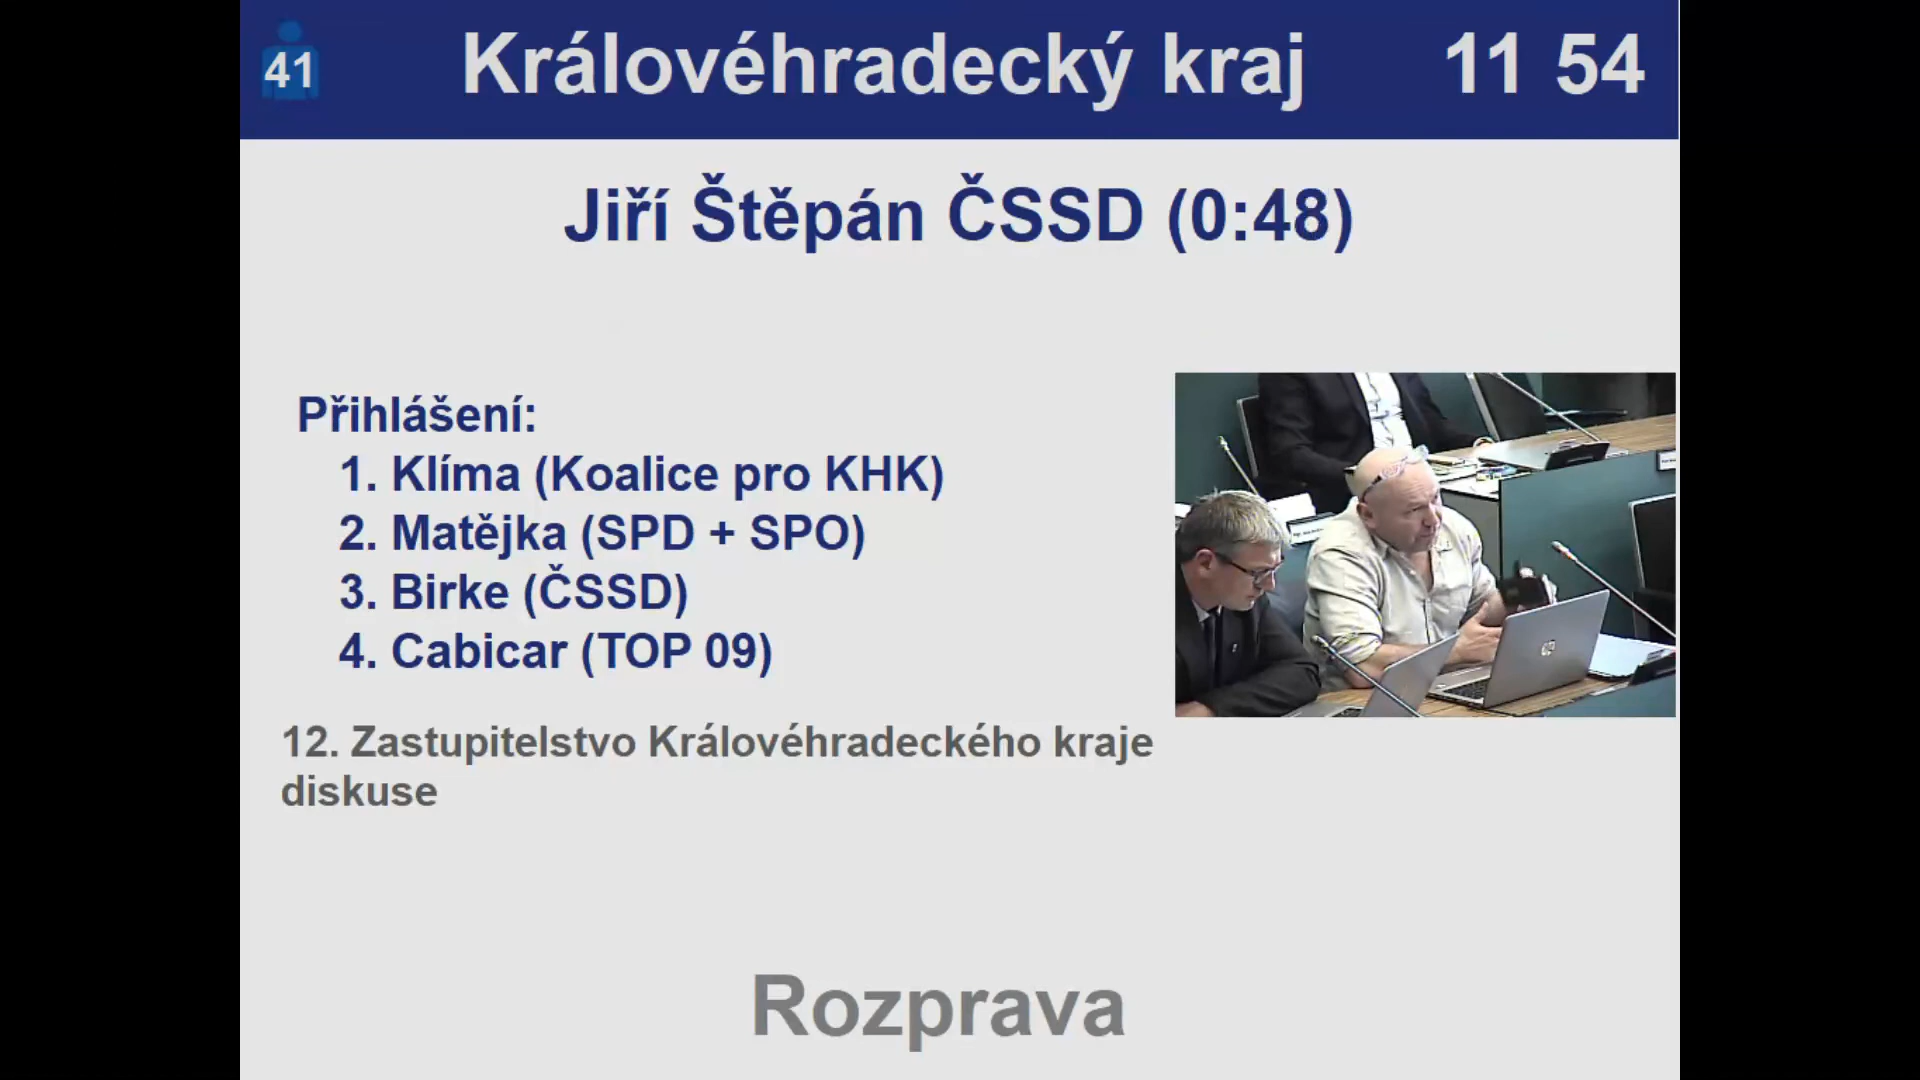 41
Královéhradecký kraj
11 54
Jiří Štěpán ČSSD (0:48)
Přihlášení:
1. Klíma (Koalice pro KHK)
2. Matějka (SPD + SPO)
3. Birke (ČSSD)
4. Cabicar (TOP 09)
12. Zastupitelstvo Královéhradeckého kraje
diskuse
hp
Rozprava